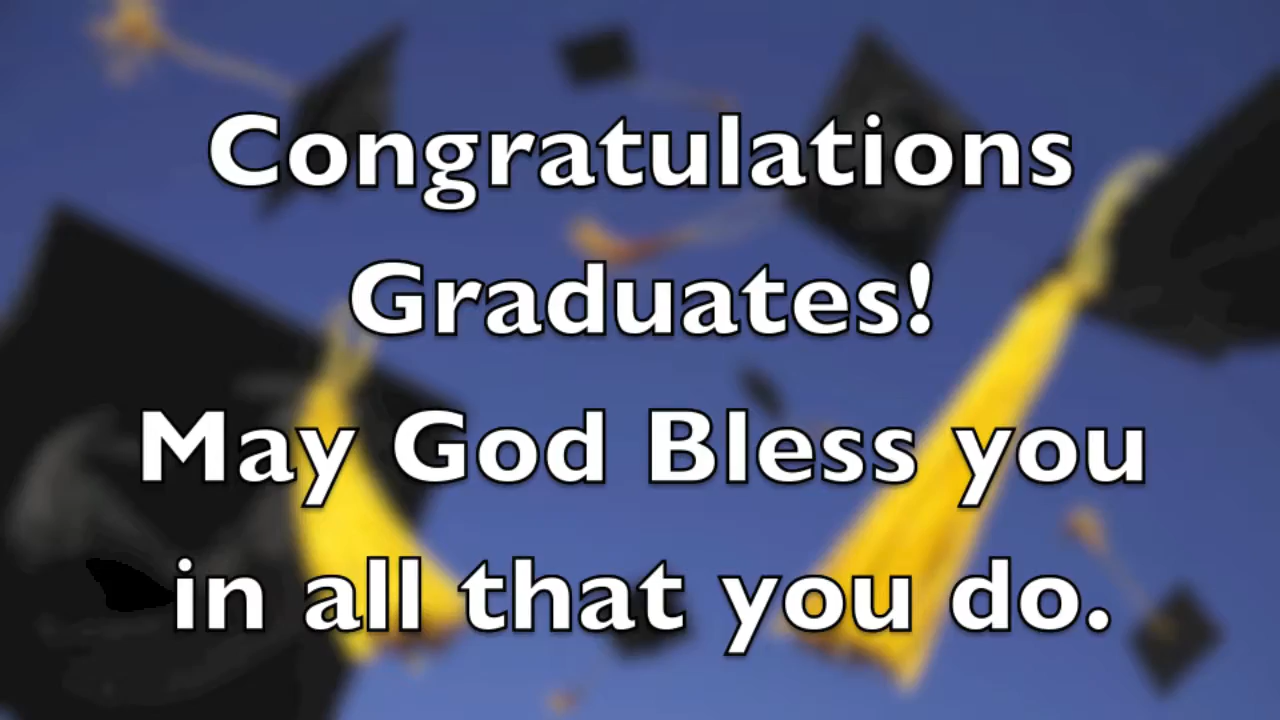 Congratulations
Graduates!
May God Bless you
in all that you do.